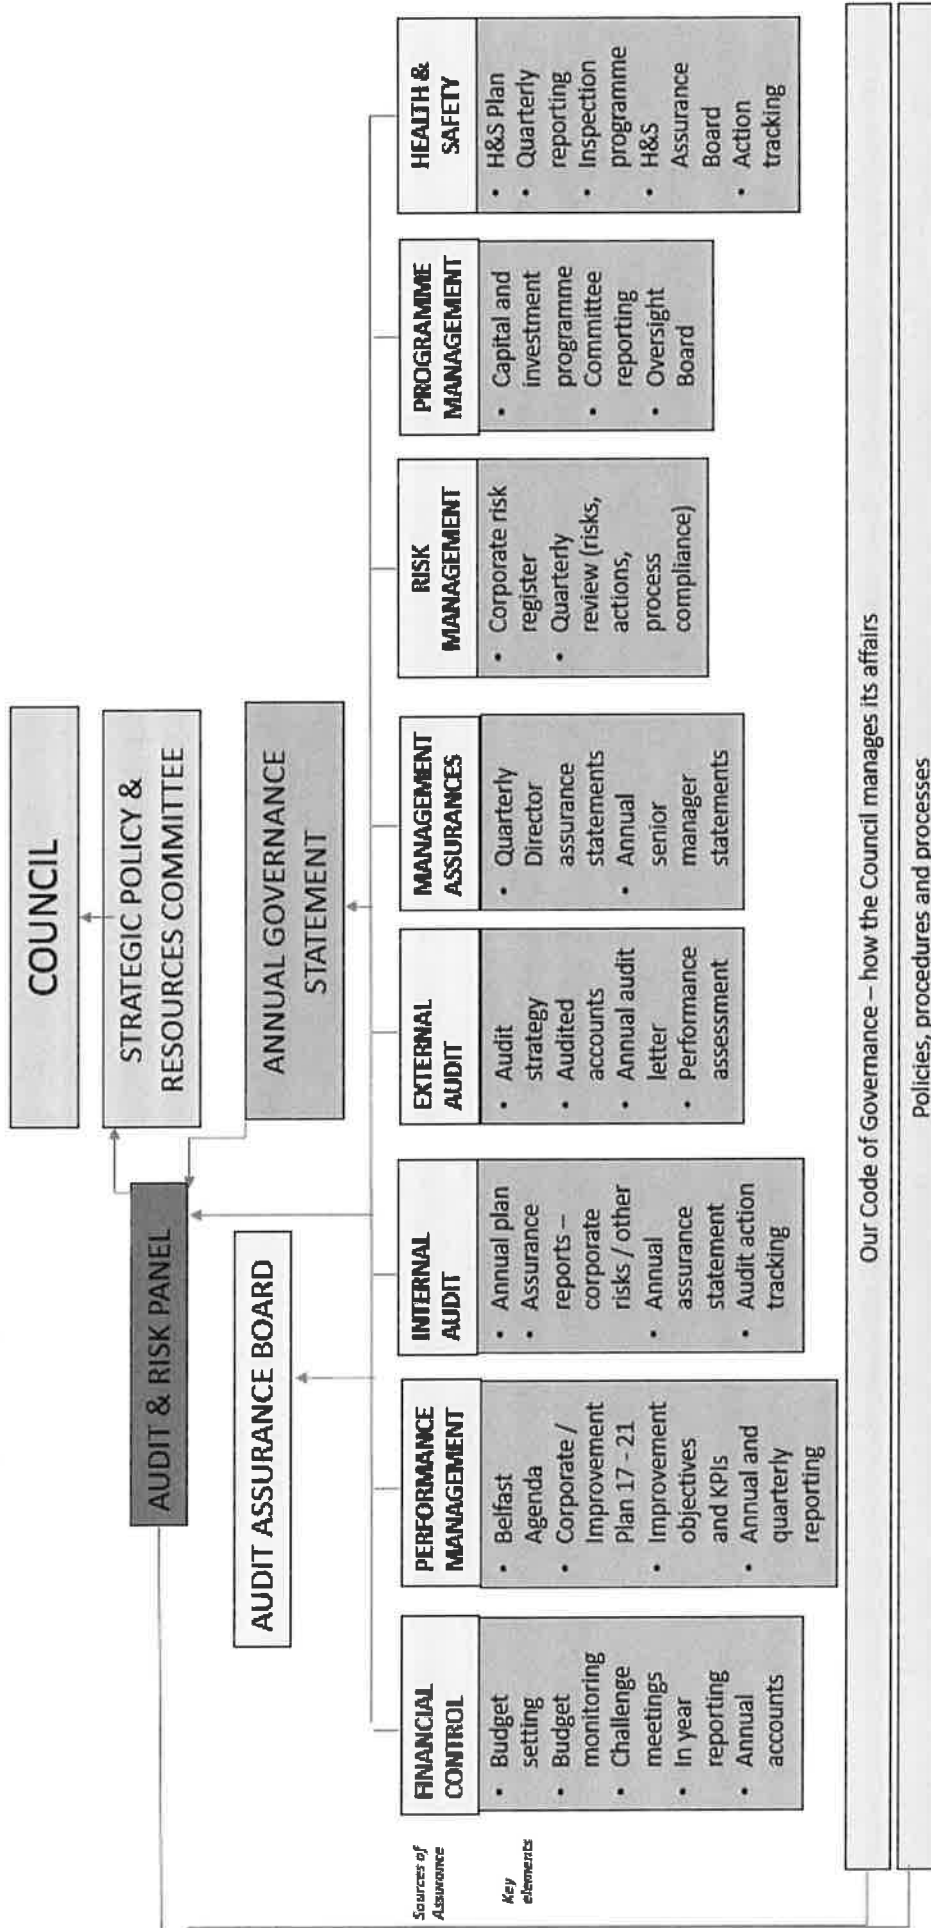 COUNCIL
STRATEGIC POLICY &
RESOURCES COMMITTEE
AUDIT & RISK PANEL
ANNUAL GOVERNANCE
STATEMENT
AUDIT ASSURANCE BOARD
Sources of
Assurance
Key
elements
FINANCIAL
CONTROL
• Budget
setting
• Budget
monitoring
• Challenge
meetings
• In year
reporting
• Annual
accounts
PERFORMANCE
MANAGEMENT
• Belfast
Agenda
• Corporate /
Improvement
Plan 17 - 21
• Improvement
objectives
and KPIs
• Annual and
quarterly
reporting
INTERNAL
AUDIT
• Annual plan
• Assurance
reports –
corporate
risks / other
• Annual
assurance
statement
• Audit action
tracking
EXTERNAL
AUDIT
• Audit
strategy
• Audited
accounts
• Annual audit
letter
• Performance
assessment
MANAGEMENT
ASSURANCES
• Quarterly
Director
assurance
statements
• Annual
senior
manager
statements
RISK
MANAGEMENT
• Corporate risk
register
• Quarterly
review (risks,
actions,
process
compliance)
PROGRAMME
MANAGEMENT
• Capital and
investment
programme
• Committee
reporting
• Oversight
Board
HEALTH &
SAFETY
• H&S Plan
• Quarterly
reporting
• Inspection
programme
• H&S
Assurance
Board
• Action
tracking
Our Code of Governance – how the Council manages its affairs
Policies, procedures and processes